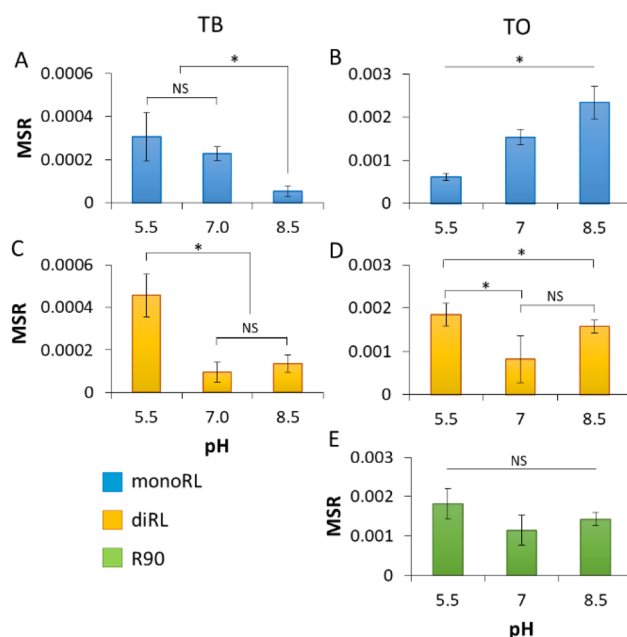 TB
TO
A
0.0006
0.0004
0.0002
0
MSR
NS
*
5.5 7.0 8.5
B
0.003
0.002
0.001
0
*
5.5 7 8.5
C
0.0006
0.0004
0.0002
0
MSR
*
NS
5.5 7.0 8.5
pH
D
0.003
0.002
0.001
0
*
*
NS
5.5 7 8.5
monoRL
diRL
R90
E
0.003
0.002
0.001
0
MSR
NS
5.5 7 8.5
pH